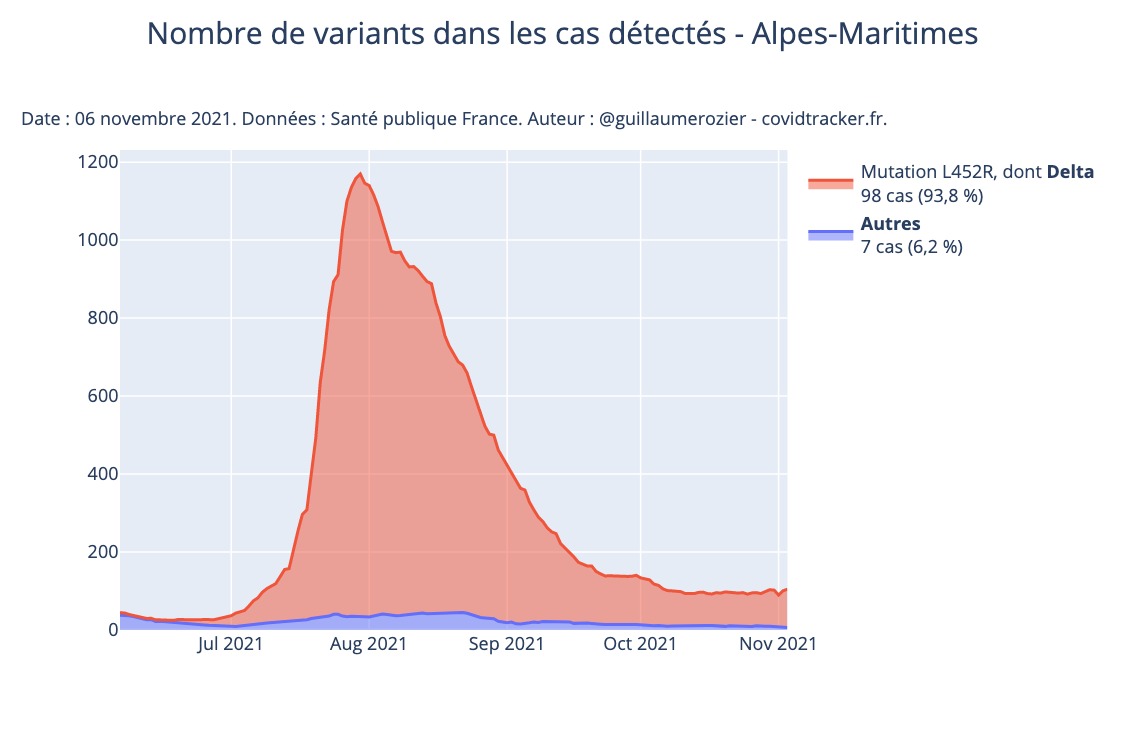 Nombre de variants dans les cas détectés - Alpes-Maritimes
Date : 06 novembre 2021. Données : Santé publique France. Auteur : @guillaumerozier - covidtracker.fr.
1200
1000
800
600
400
200
0
Jul 2021
Aug 2021
Sep 2021
Oct 2021
Nov 2021
Mutation L452R, dont Delta
98 cas (93,8 %)
Autres
7 cas (6,2 %)